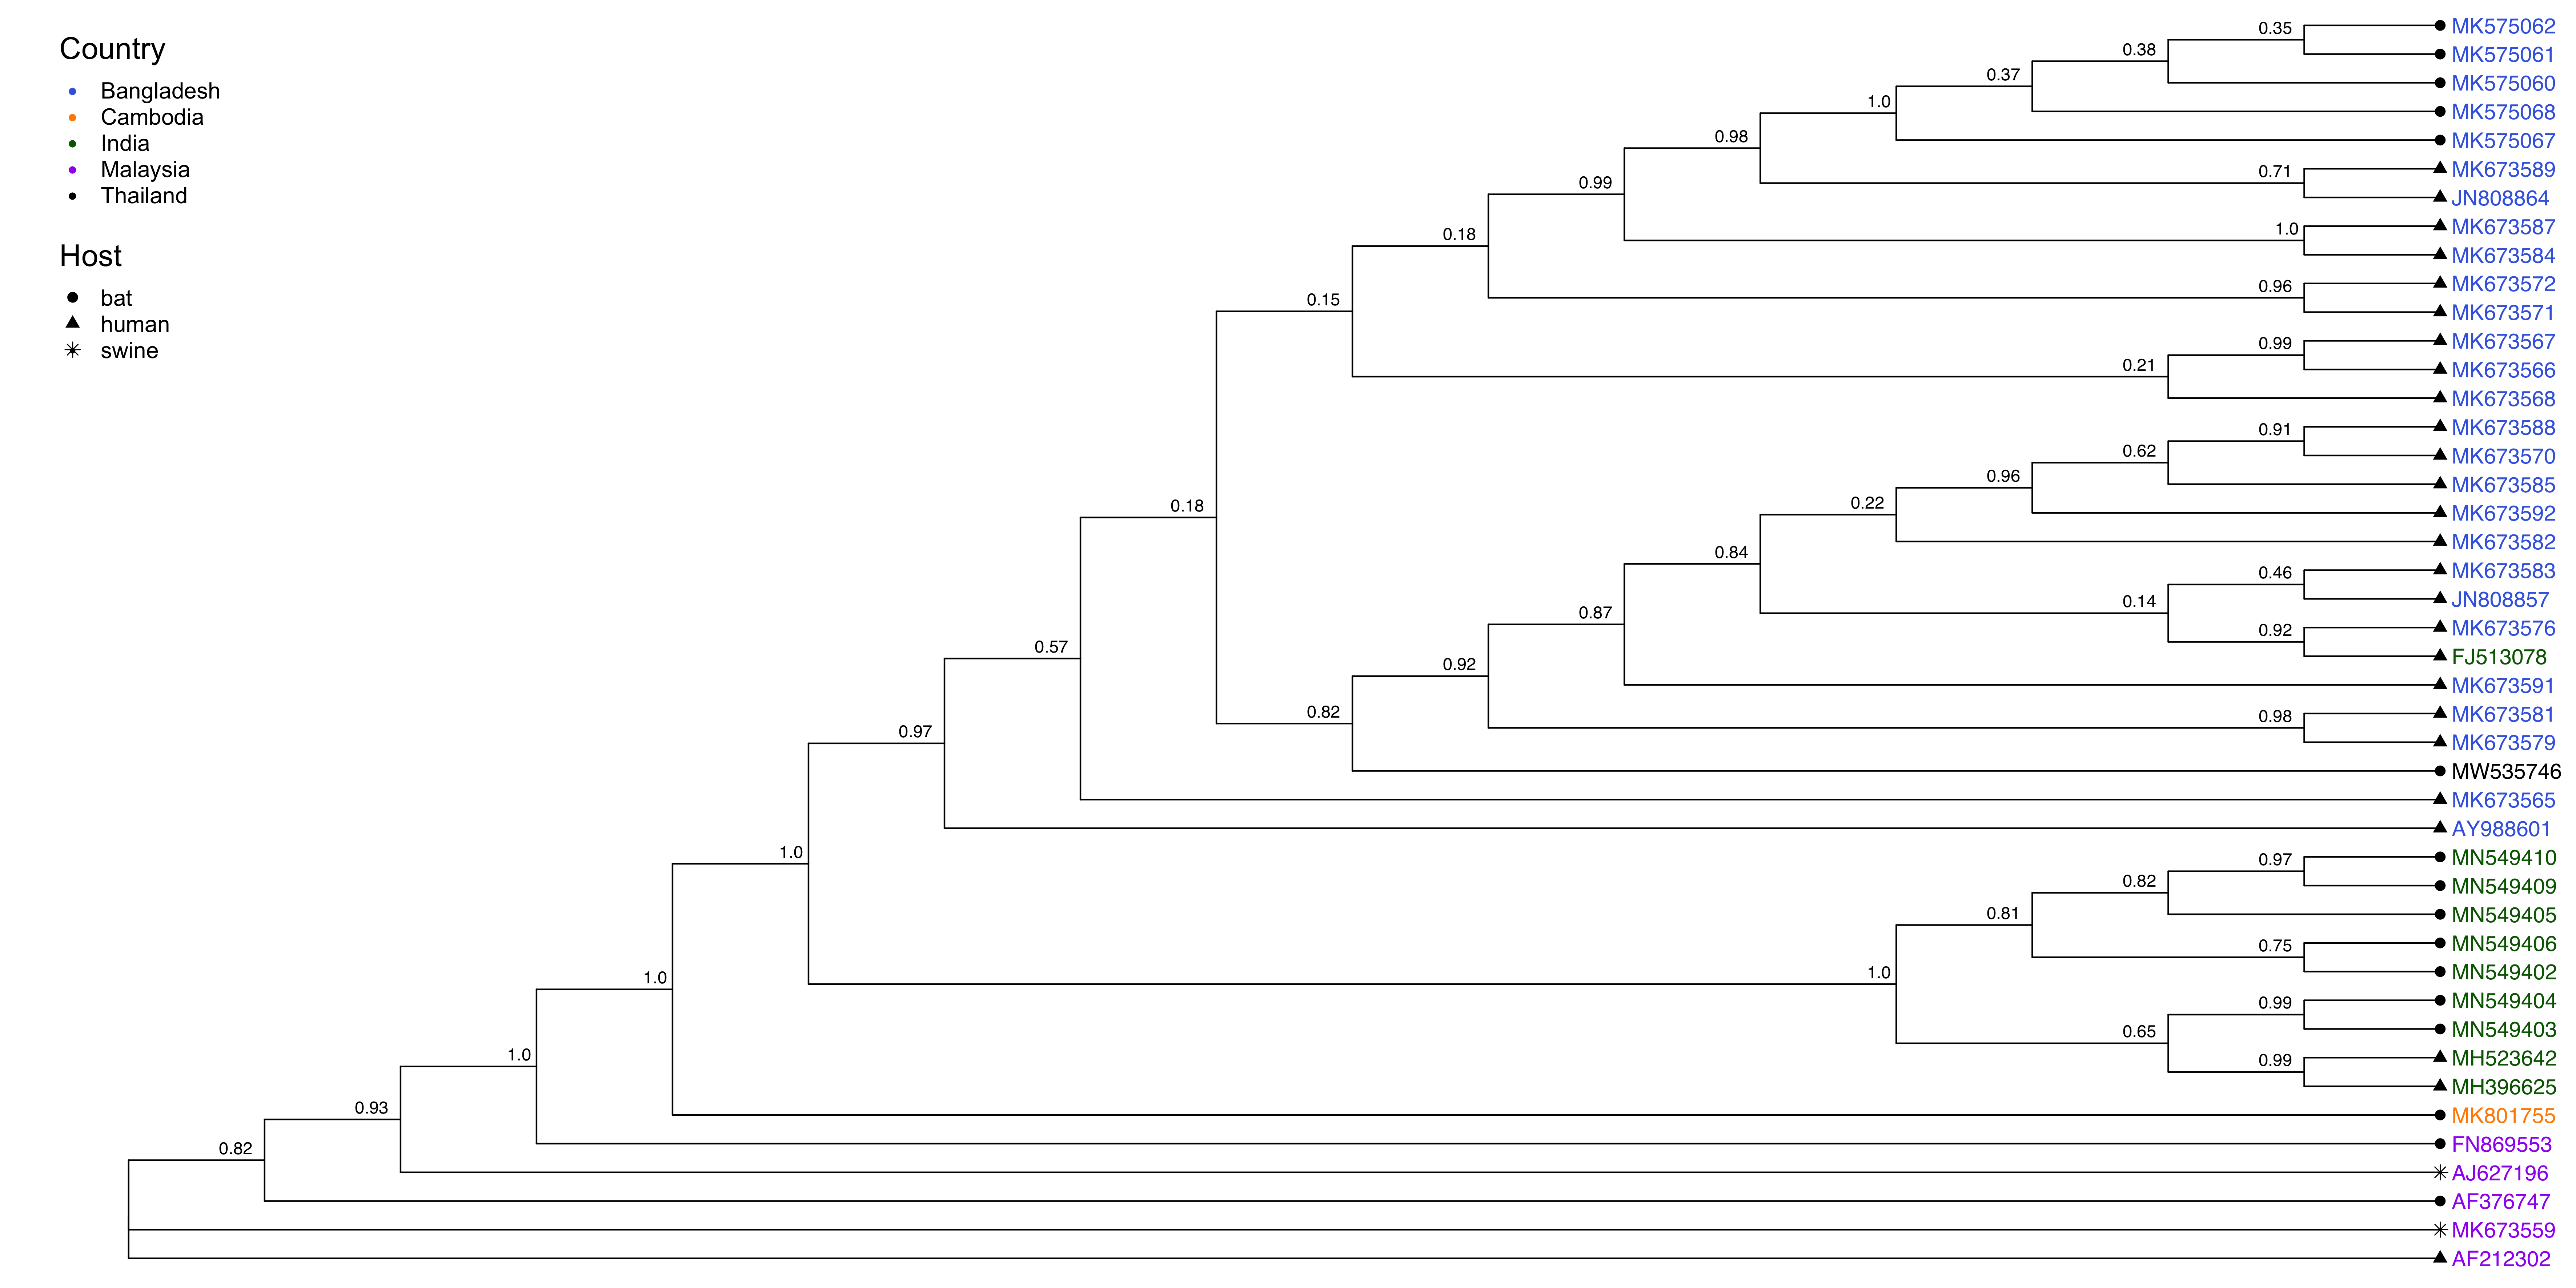 Country
Bangladesh
Cambodia
India
Malaysia
Thailand
Host
bat
human
swine
0.35
MK575062
MK575061
0.38
MK575060
0.37
MK575068
1.0
MK575067
0.98
0.71
MK673589
JN808864
0.99
1.0
MK673587
MK673584
0.18
0.96
MK673572
MK673571
0.15
0.99
MK673567
MK673566
0.21
MK673568
0.91
MK673588
MK673570
0.62
MK673585
0.96
MK673592
0.22
MK673582
0.18
0.84
0.46
MK673583
JN808857
0.14
0.92
MK673576
FJ513078
0.87
MK673591
0.92
0.98
MK673581
MK673579
0.82
MW535746
0.57
MK673565
0.97
AY988601
1.0
0.97
MN549410
MN549409
0.82
MN549405
0.81
0.75
MN549406
MN549402
1.0
1.0
0.99
MN549404
MN549403
0.65
0.99
MH523642
MH396625
1.0
MK801755
0.93
FN869553
0.82
AJ627196
AF376747
MK673559
AF212302